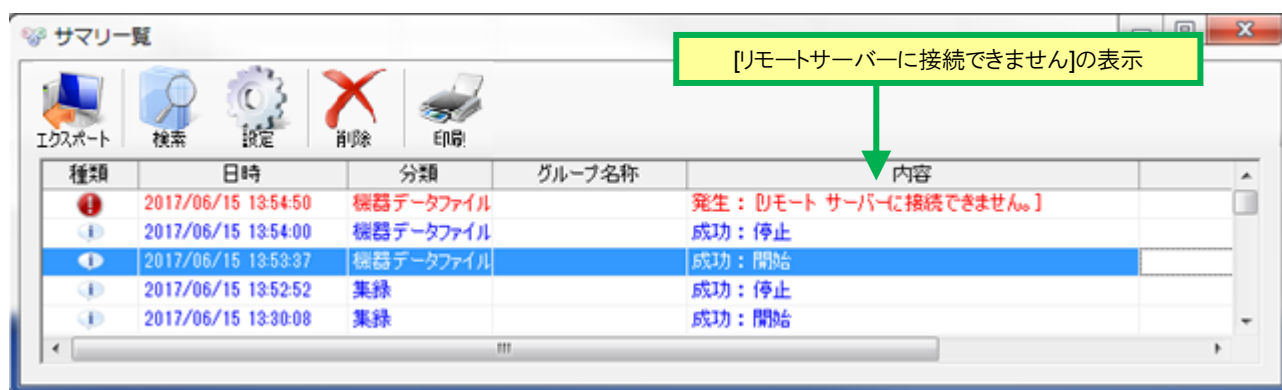 サマリ一覧
[リモートサーバーに接続できません]の表示
エクスポート 検索 設定 削除 印刷
種類 日時 分類 グループ名称 内容
2017/06/15 13:54:50 機器データファイル 発生：[リモート サーバーに接続できません。]
2017/06/15 13:54:00 機器データファイル 成功：停止
2017/06/15 13:53:37 機器データファイル 成功：開始
2017/06/15 13:52:52 集録 成功：停止
2017/06/15 13:30:08 集録 成功：開始